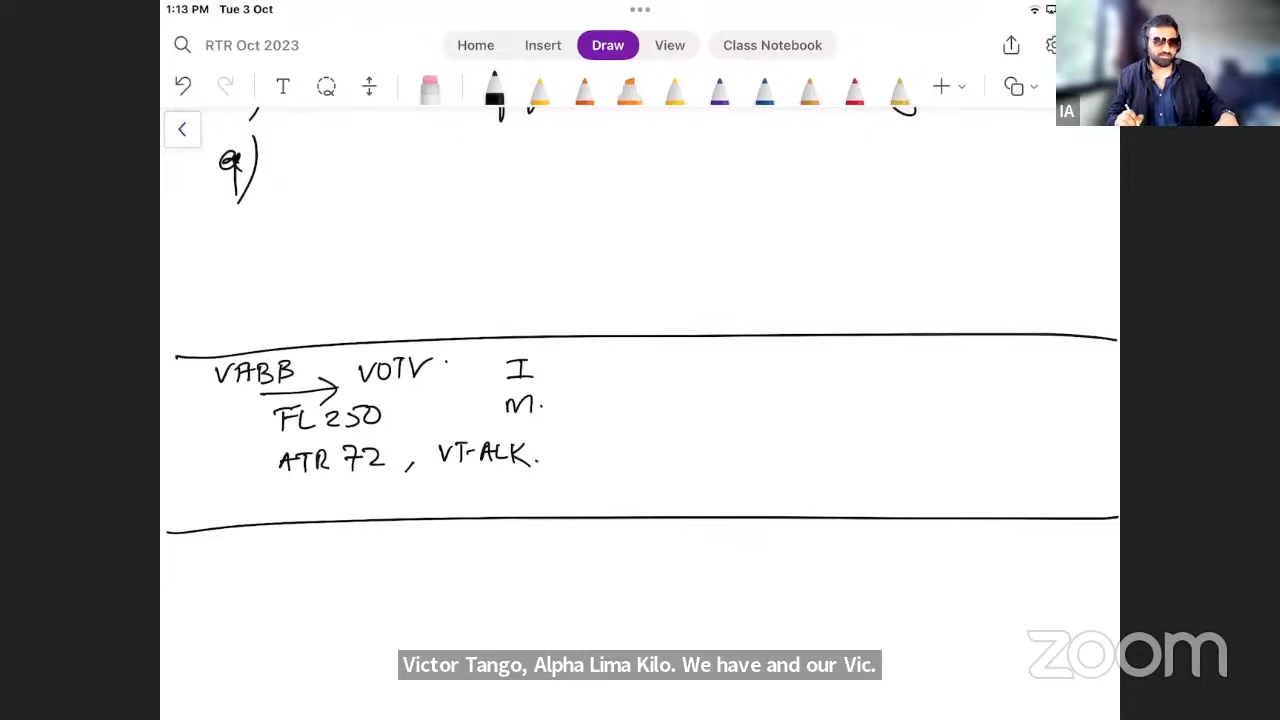 1:13 PM Tue 3 Oct
RTR Oct 2023
Home Insert Draw View Class Notebook
T
IA
q)
VABB → VOTV . I
FL 250 M.
ATR 72 , VT-ALK.
Victor Tango, Alpha Lima Kilo. We have and our Vic.
zoom